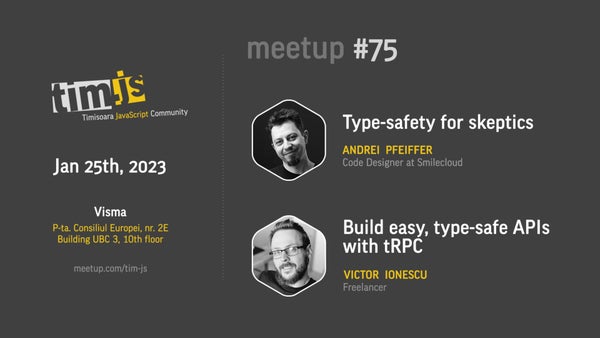 timjs
Timisoara JavaScript Community
Jan 25th, 2023
Visma
P-ta. Consiliul Europei, nr. 2E
Building UBC 3, 10th floor
meetup.com/tim-js
meetup #75
Type-safety for skeptics
ANDREI PFEIFFER
Code Designer at Smilecloud
Build easy, type-safe APIs
with tRPC
VICTOR IONESCU
Freelancer